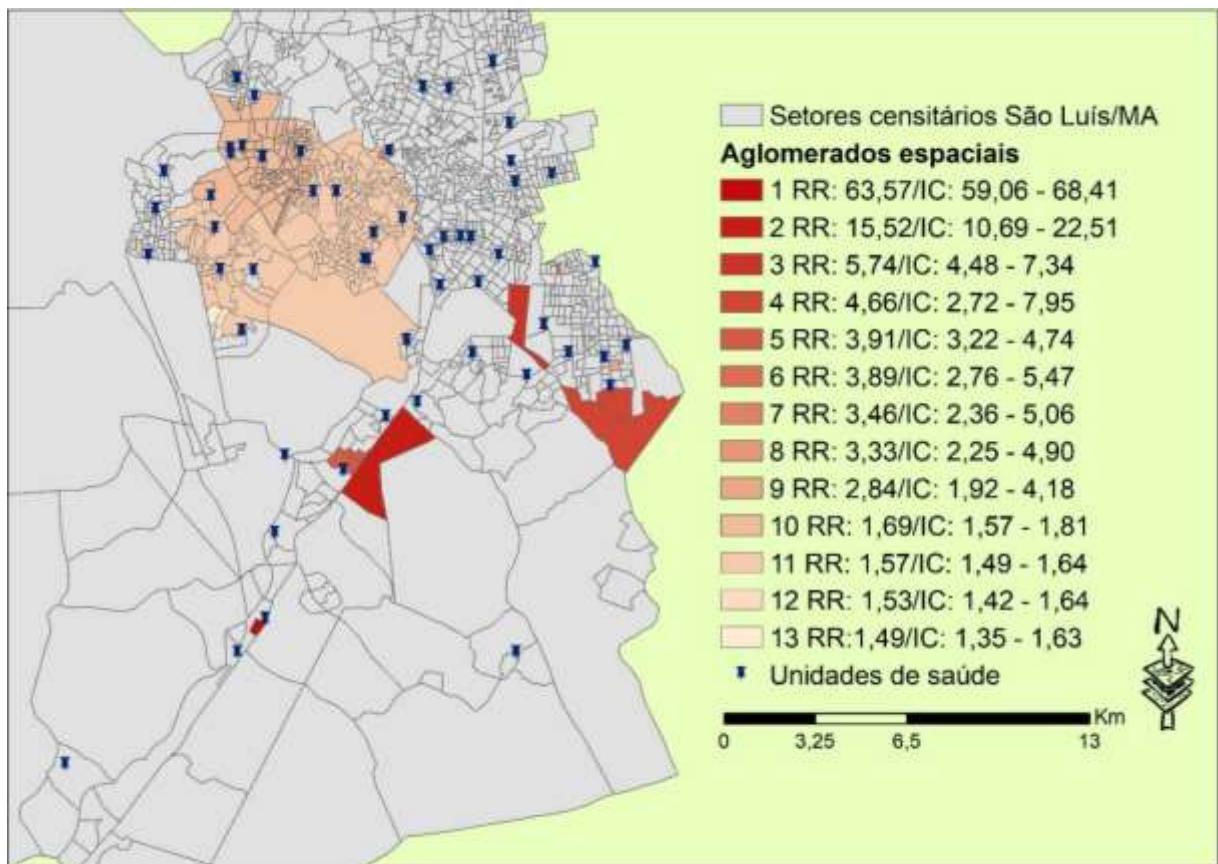 Setores censitários São Luís/MA
Aglomerados espaciais
1 RR: 63,57/IC: 59,06 - 68,41
2 RR: 15,52/IC: 10,69 - 22,51
3 RR: 5,74/IC: 4,48 - 7,34
4 RR: 4,66/IC: 2,72 - 7,95
5 RR: 3,91/IC: 3,22 - 4,74
6 RR: 3,89/IC: 2,76 - 5,47
7 RR: 3,46/IC: 2,36 - 5,06
8 RR: 3,33/IC: 2,25 - 4,90
9 RR: 2,84/IC: 1,92 - 4,18
10 RR: 1,69/IC: 1,57 - 1,81
11 RR: 1,57/IC: 1,49 - 1,64
12 RR: 1,53/IC: 1,42 - 1,64
13 RR:1,49/IC: 1,35 - 1,63
Unidades de saúde
N
Km
0 3,25 6,5 13